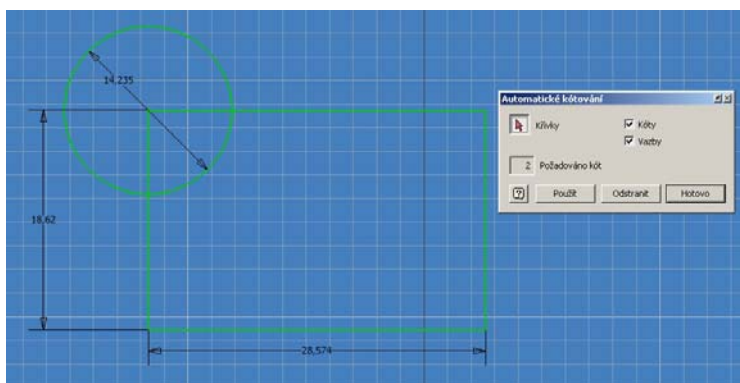 14,235
18,62
28,574
Automatické kótování
Křivky
Kóty
Vazby
2 Požadováno kót
Použít Odstranit Hotovo